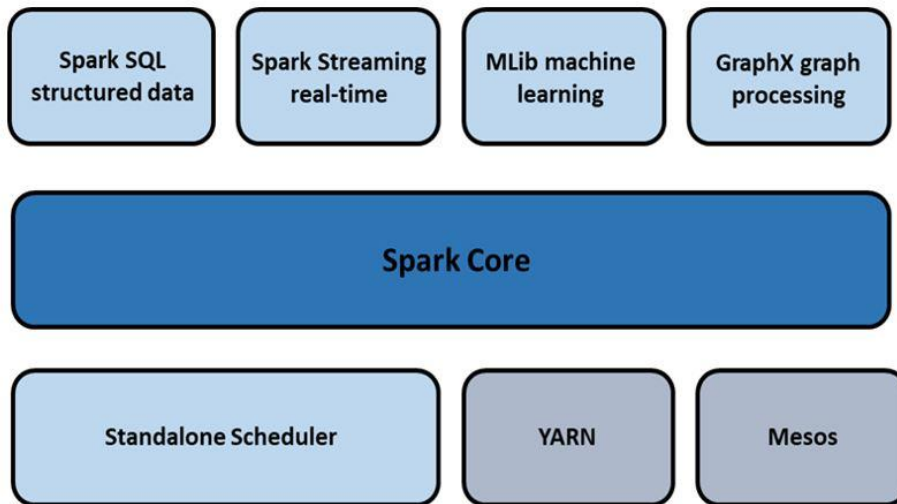 Spark SQL
structured data
Spark Streaming
real-time
MLib machine
learning
GraphX graph
processing
Spark Core
Standalone Scheduler
YARN
Mesos